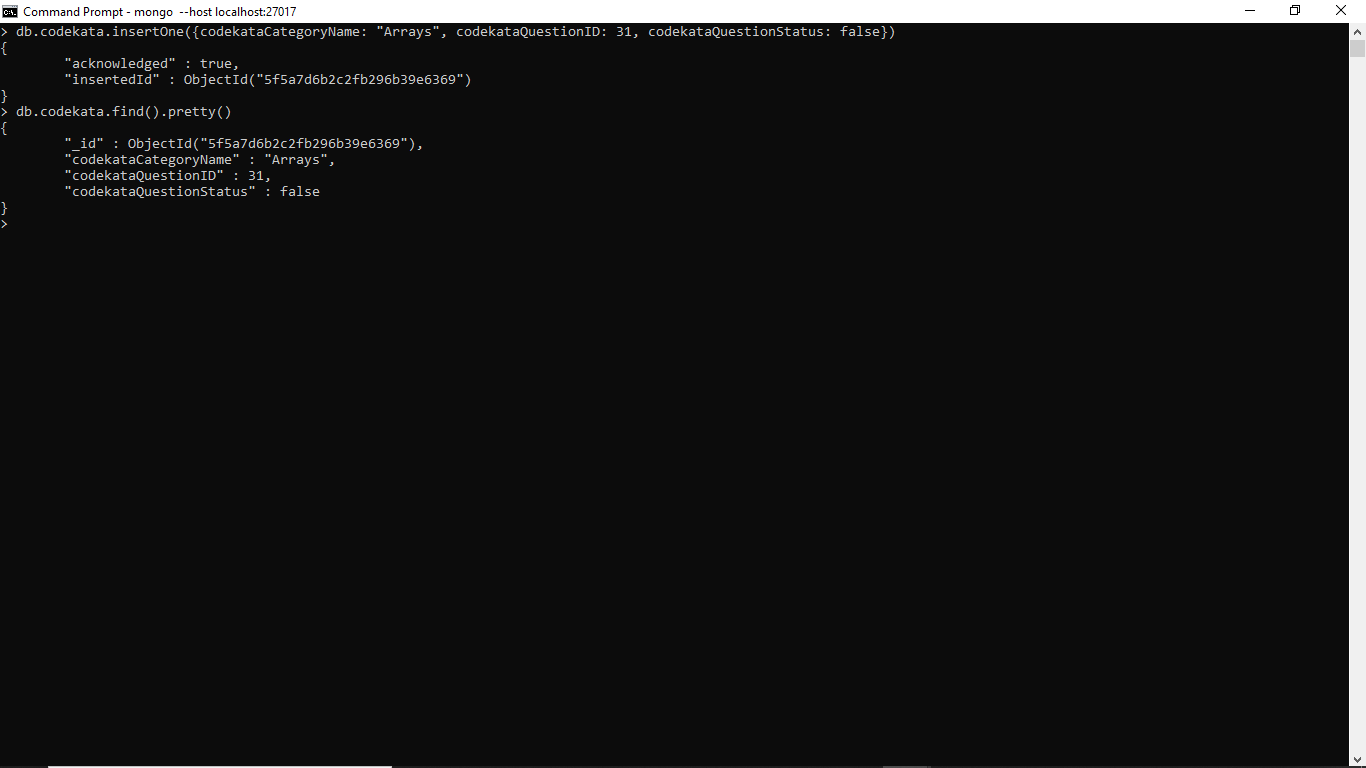 Command Prompt - mongo  --host localhost:27017
> db.codekata.insertOne({codekataCategoryName: "Arrays", codekataQuestionID: 31, codekataQuestionStatus: false})
{
        "acknowledged" : true,
        "insertedId" : ObjectId("5f5a7d6b2c2fb296b39e6369")
}
> db.codekata.find().pretty()
{
        "_id" : ObjectId("5f5a7d6b2c2fb296b39e6369"),
        "codekataCategoryName" : "Arrays",
        "codekataQuestionID" : 31,
        "codekataQuestionStatus" : false
}
>